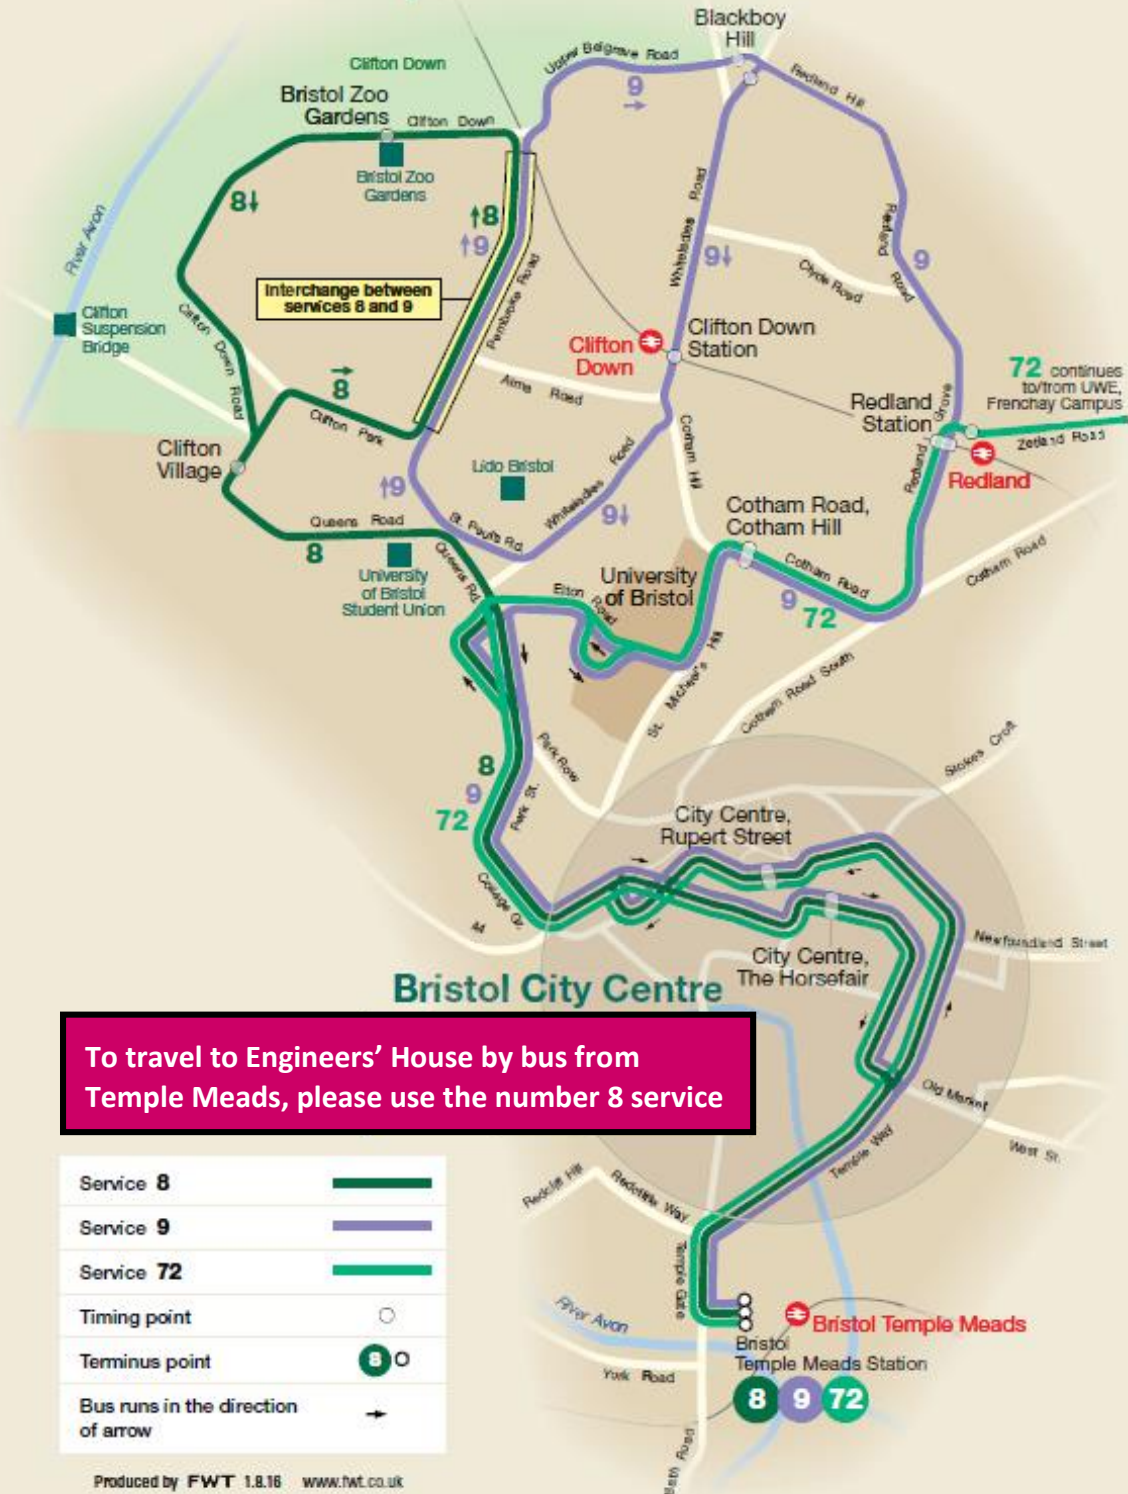 Blackboy
Hill
Upper Belgrave Road
Redland Hill
9
Clifton Down
Bristol Zoo
Gardens
Clifton Down
Bristol Zoo
Gardens
8
8
9
River Avon
Whiteladies Road
9
Redland Road
9
Clyde Road
Interchange between
services 8 and 9
Pembroke Road
Clifton
Suspension
Bridge
Clifton Down Road
Clifton Down
Station
Clifton
Down
8
Alma Road
72 continues
to/from UWE,
Frenchay Campus
Redland
Station
Redland Grove
Zetland Road
Redland
Clifton Park
Clifton
Village
Cotham Hill
Lido Bristol
9
Whiteladies Road
9
St. Paul's Rd.
Cotham Road,
Cotham Hill
Queens Road
8
Queens Rd.
University
of Bristol
Student Union
University
of Bristol
Elton Road
Cotham Road
9
72
Cotham Road
St. Michael's Hill
Cotham Road South
Park Row
8
9
72
Park St.
Stokes Croft
City Centre,
Rupert Street
College Gr.
A4
Newfoundland Street
City Centre,
The Horsefair
Bristol City Centre
To travel to Engineers’ House by bus from
Temple Meads, please use the number 8 service
Old Market
West St.
Temple Way
Redcliff Hill
Redcliffe Way
Temple Gate
Service 8
Service 9
Service 72
Timing point
Terminus point 8
Bus runs in the direction
of arrow
River Avon
Bristol Temple Meads
Bristol
Temple Meads Station
York Road
8 9 72
Bath Road
Produced by FWT 1.8.16 www.fwt.co.uk